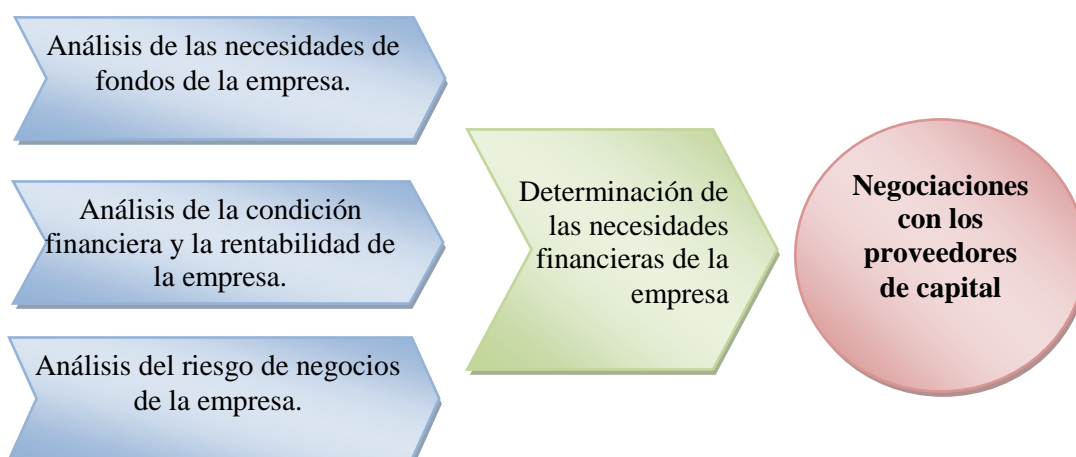 Análisis de las necesidades de
fondos de la empresa.
Análisis de la condición
financiera y la rentabilidad de
la empresa.
Análisis del riesgo de negocios
de la empresa.
Determinación de
las necesidades
financieras de la
empresa
Negociaciones
con los
proveedores
de capital